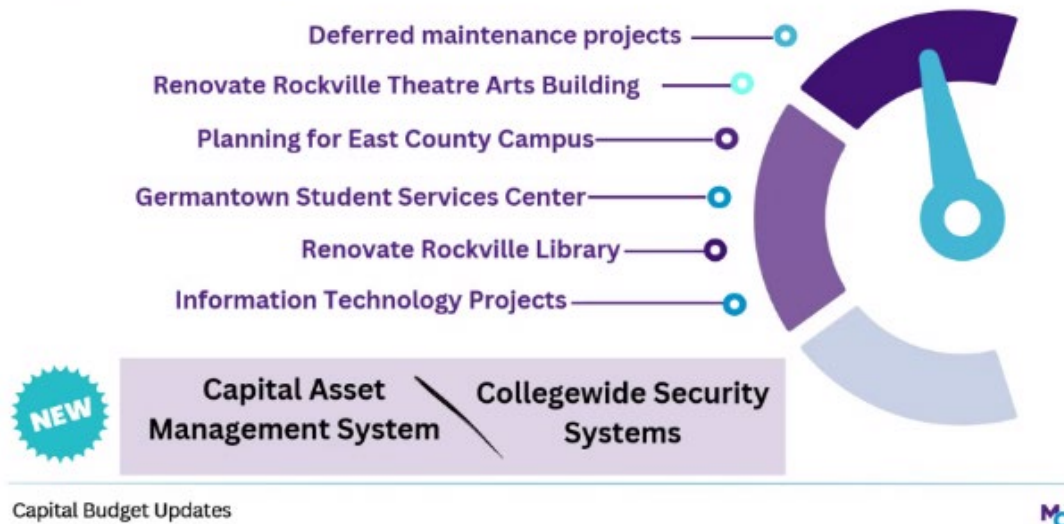 Deferred maintenance projects
Renovate Rockville Theatre Arts Building
Planning for East County Campus
Germantown Student Services Center
Renovate Rockville Library
Information Technology Projects
NEW
Capital Asset
Management System
Collegewide Security
Systems
Capital Budget Updates